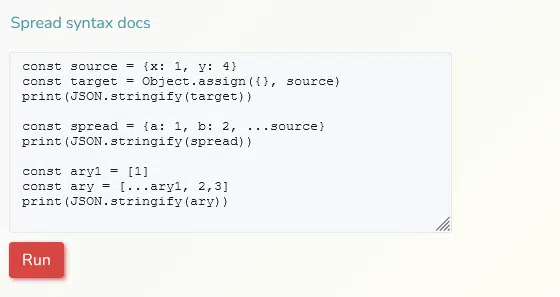 Spread syntax docs
const source = {x: 1, y: 4}
const target = Object.assign({}, source)
print(JSON.stringify(target))
const spread = {a: 1, b: 2, ...source}
print(JSON.stringify(spread))
const ary1 = [1]
const ary = [...ary1, 2,3]
print(JSON.stringify(ary))
Run